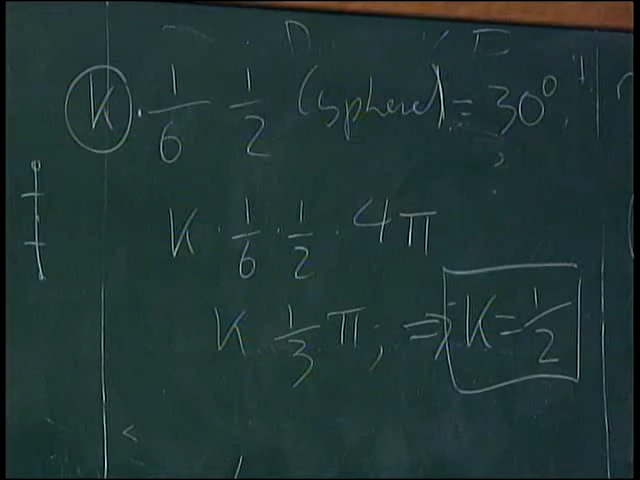 K · 1/6 1/2 (sphere) = 30°
K · 1/6 · 1/2 · 4π
K 1/3 π, ⇒ K = 1/2